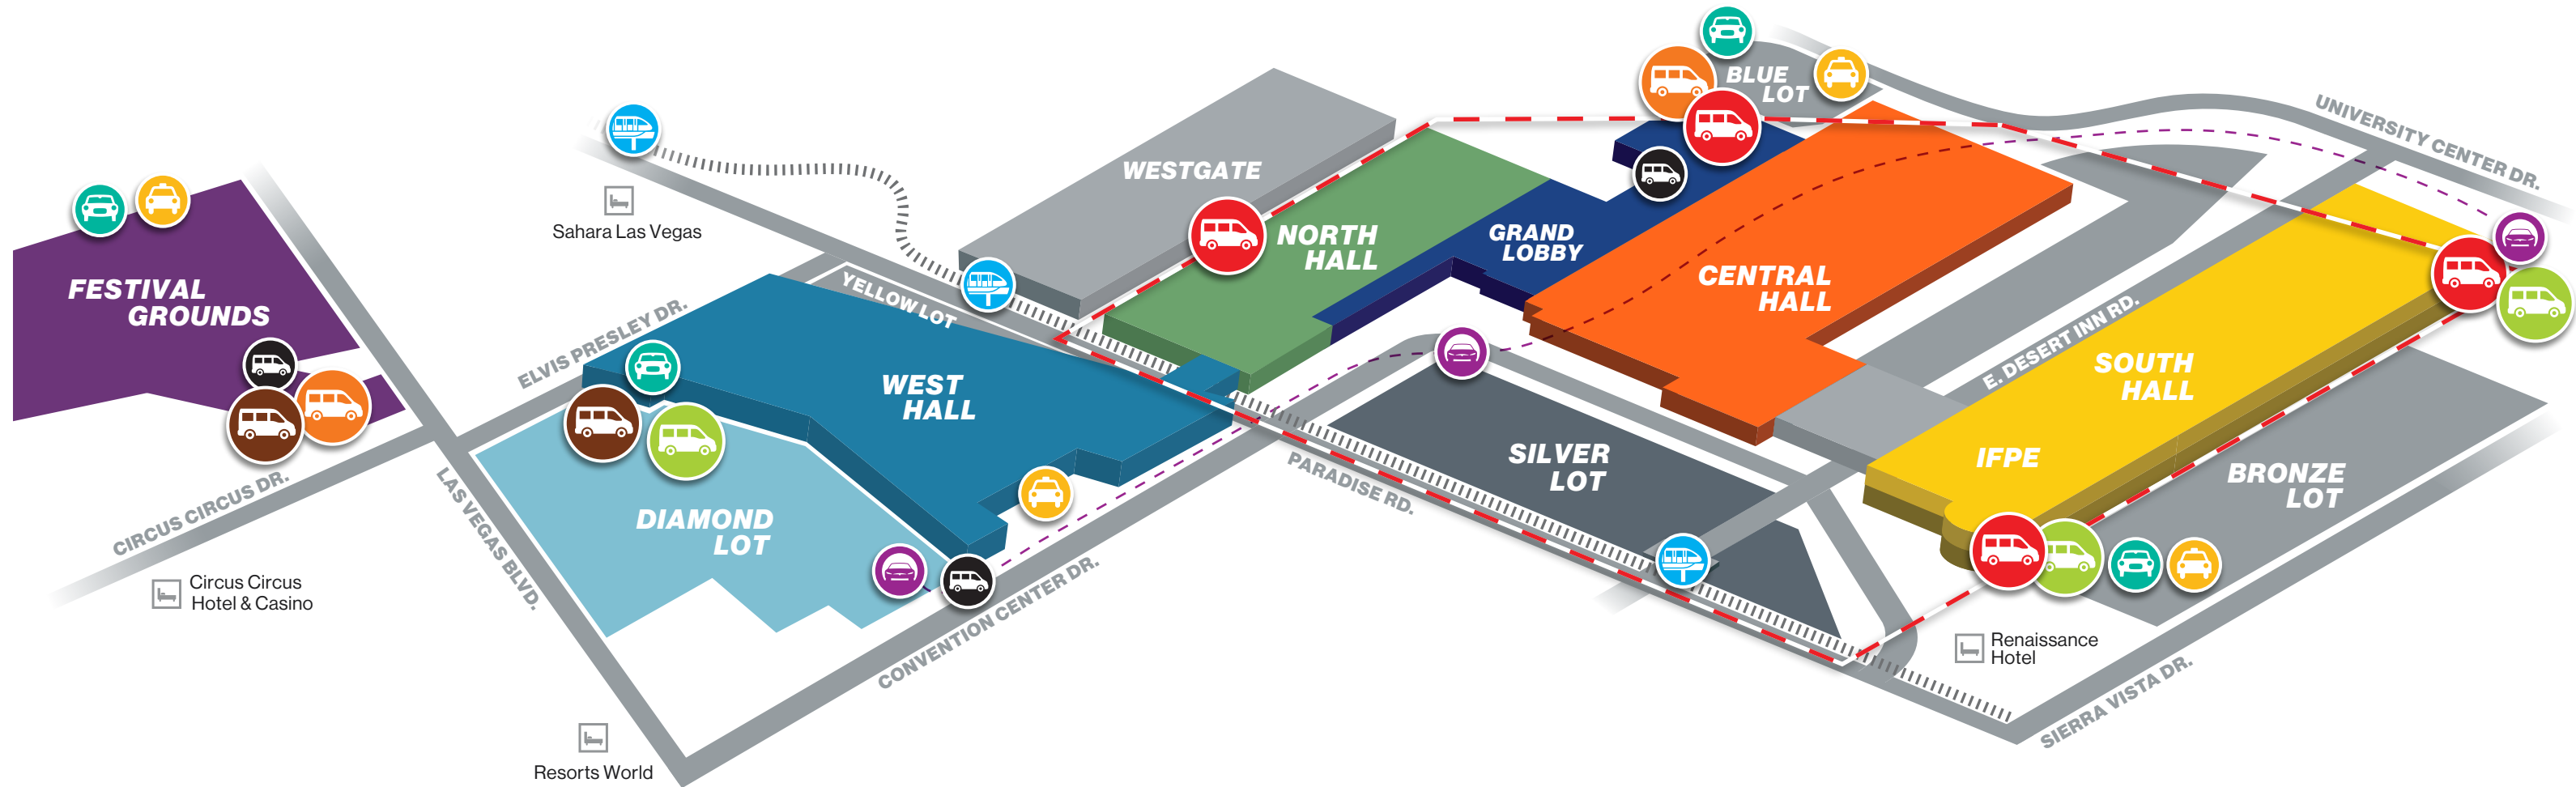 BLUE
LOT
UNIVERSITY CENTER DR.
WESTGATE
Sahara Las Vegas
NORTH
HALL
GRAND
LOBBY
CENTRAL
HALL
FESTIVAL
GROUNDS
YELLOW LOT
ELVIS PRESLEY DR.
E. DESERT INN RD.
SOUTH
HALL
WEST
HALL
IFPE
SILVER
LOT
BRONZE
LOT
PARADISE RD.
DIAMOND
LOT
CIRCUS CIRCUS DR.
LAS VEGAS BLVD.
Circus Circus
Hotel & Casino
CONVENTION CENTER DR.
Renaissance
Hotel
SIERRA VISTA DR.
Resorts World